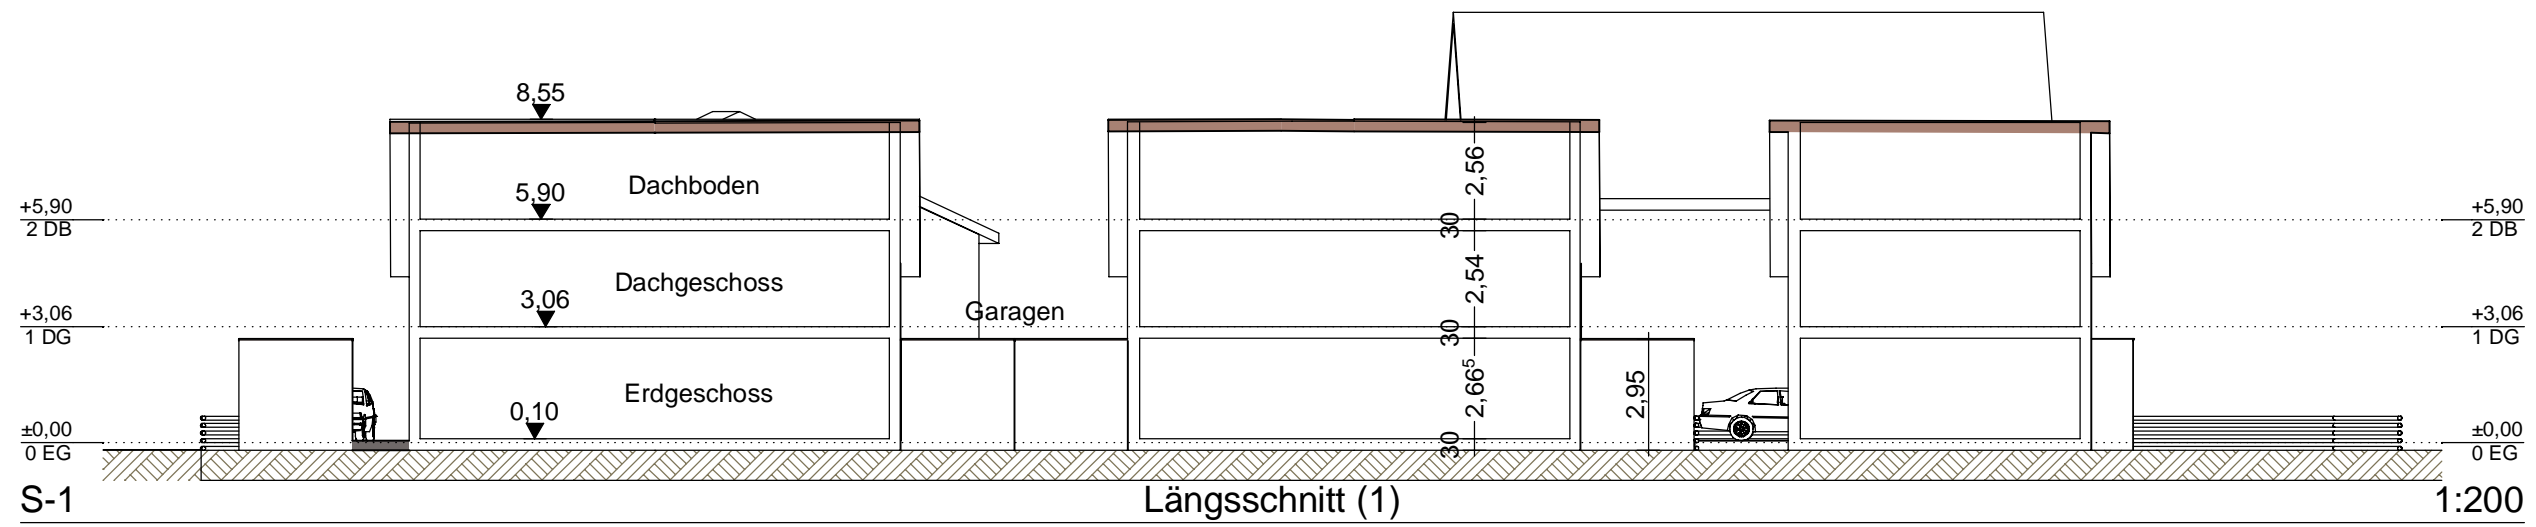 8,55
2,56
Dachboden
5,90
+5,90
2 DB
30
+5,90
2 DB
2,54
Dachgeschoss
3,06
Garagen
+3,06
1 DG
30
+3,06
1 DG
2,66⁵
2,95
Erdgeschoss
0,10
±0,00
0 EG
30
±0,00
0 EG
S-1
Längsschnitt (1)
1:200